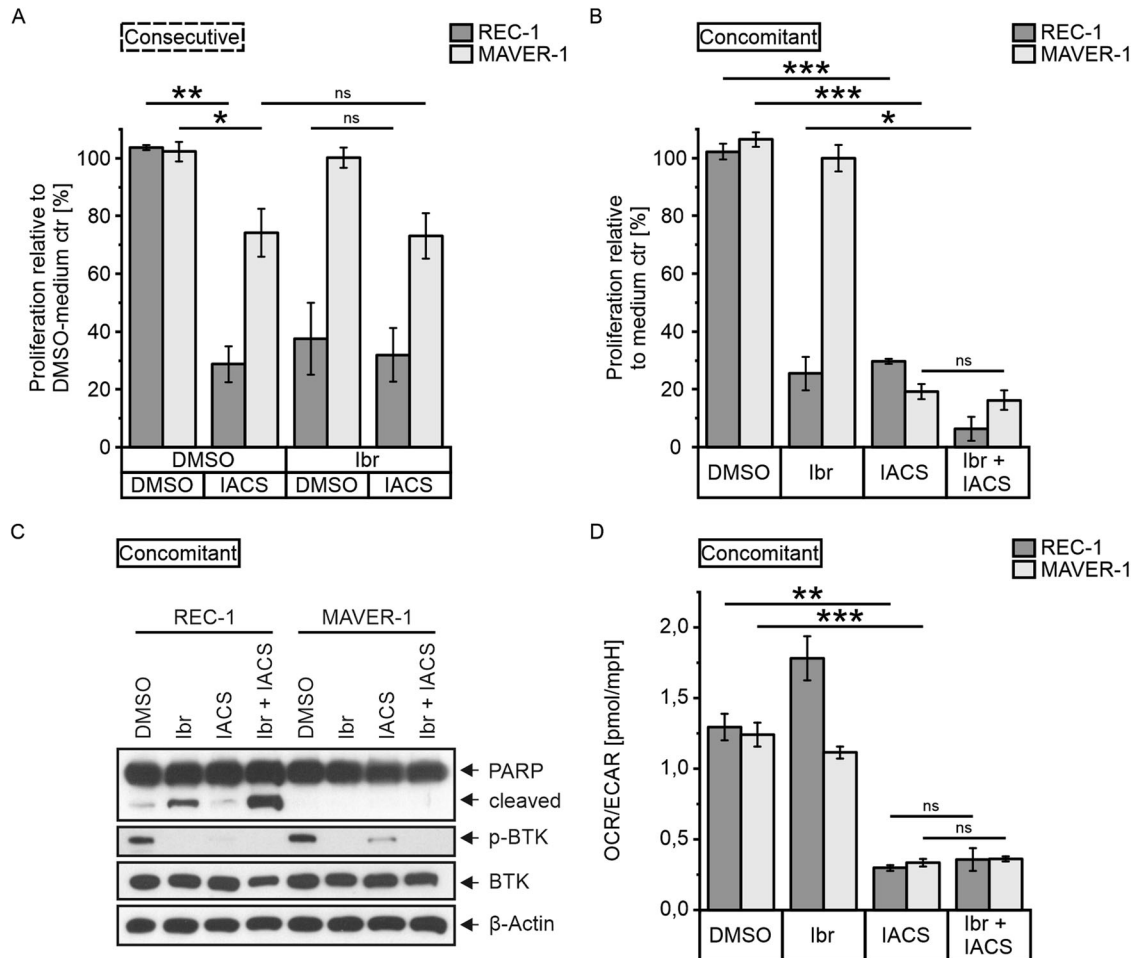 A
Consecutive
REC-1
MAVER-1
**
*
ns
ns
Proliferation relative to
DMSO-medium ctr [%]
100
80
60
40
20
0
DMSO
Ibr
DMSO
IACS
DMSO
IACS
B
Concomitant
REC-1
MAVER-1
***
***
*
ns
Proliferation relative
to medium ctr [%]
100
80
60
40
20
0
DMSO
Ibr
IACS
Ibr +
IACS
C
Concomitant
REC-1
MAVER-1
DMSO
Ibr
IACS
Ibr + IACS
DMSO
Ibr
IACS
Ibr + IACS
PARP
cleaved
p-BTK
BTK
β-Actin
D
Concomitant
REC-1
MAVER-1
**
***
ns
ns
OCR/ECAR [pmol/mpH]
2,0
1,5
1,0
0,5
0,0
DMSO
Ibr
IACS
Ibr +
IACS